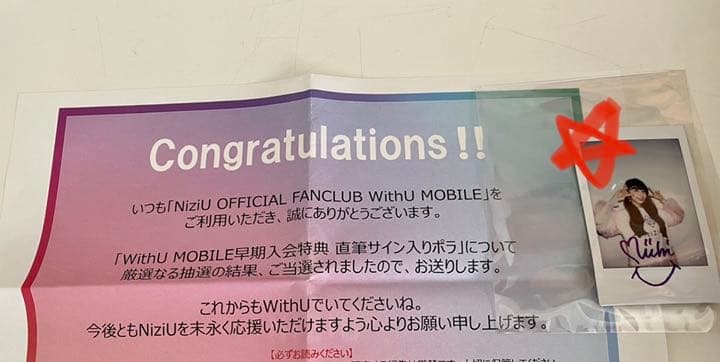 Congratulations!!
いつも「NiziU OFFICIAL FANCLUB WithU MOBILE」を
ご利用いただき、誠にありがとうございます。
「WithU MOBILE早期入会特典 直筆サイン入りポラ」について
厳選なる抽選の結果、ご当選されましたので、お送りします。
これからもWithUでいてくださいね。
今後ともNiziUを末永く応援いただけますよう心よりお願い申し上げます。
【必ずお読みください】